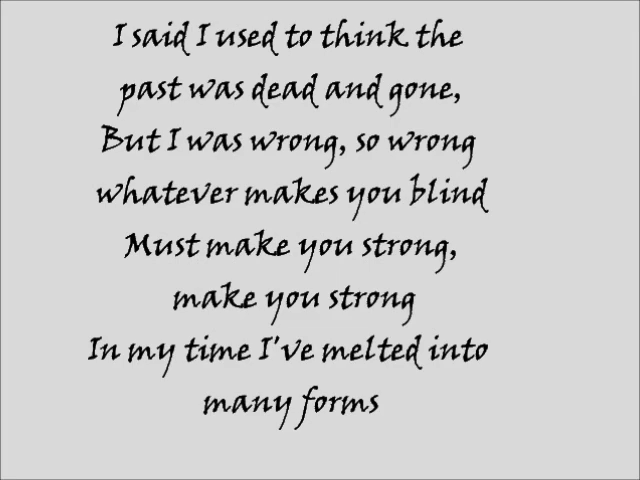 I said I used to think the
past was dead and gone,
But I was wrong, so wrong
whatever makes you blind
Must make you strong,
make you strong
In my time I've melted into
many forms